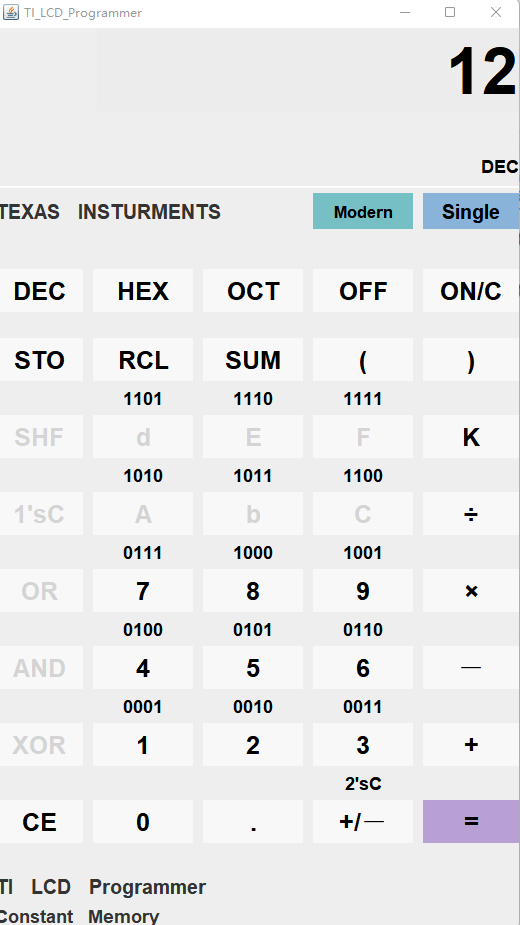 TI_LCD_Programmer
12
DEC
TEXAS INSTURMENTS Modern Single
DEC HEX OCT OFF ON/C
STO RCL SUM ( )
1101 1110 1111
SHF d E F K
1010 1011 1100
1'sC A b C ÷
0111 1000 1001
OR 7 8 9 ×
0100 0101 0110
AND 4 5 6 —
0001 0010 0011
XOR 1 2 3 +
2'sC
CE 0 . +/— =
TI LCD Programmer
Constant Memory